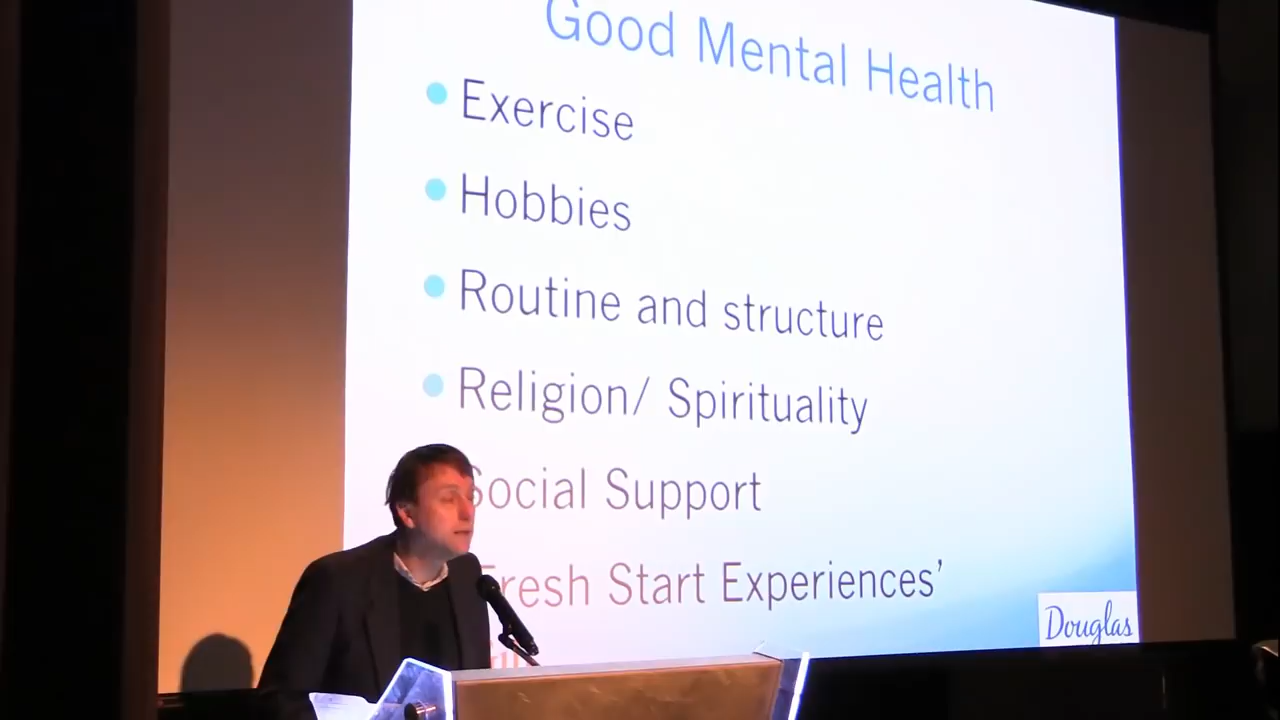 Good Mental Health
Exercise
Hobbies
Routine and structure
Religion/ Spirituality
Social Support
Fresh Start Experiences’
Douglas